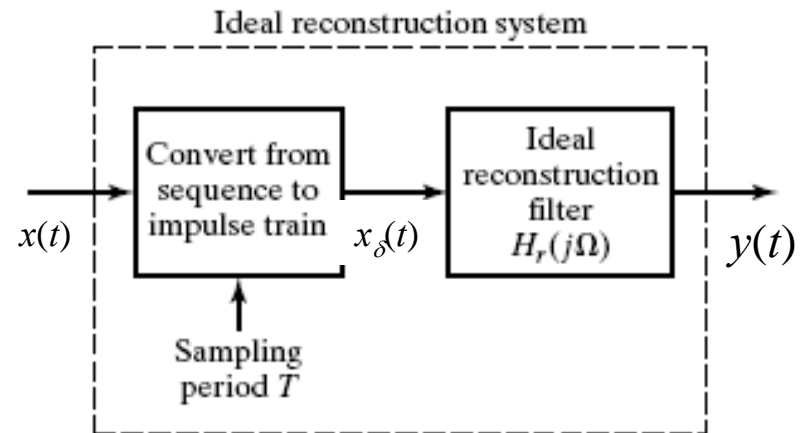 Ideal reconstruction system
Convert from
sequence to
impulse train
Ideal
reconstruction
filter
H_r(jΩ)
x(t)
x_δ(t)
y(t)
Sampling
period T